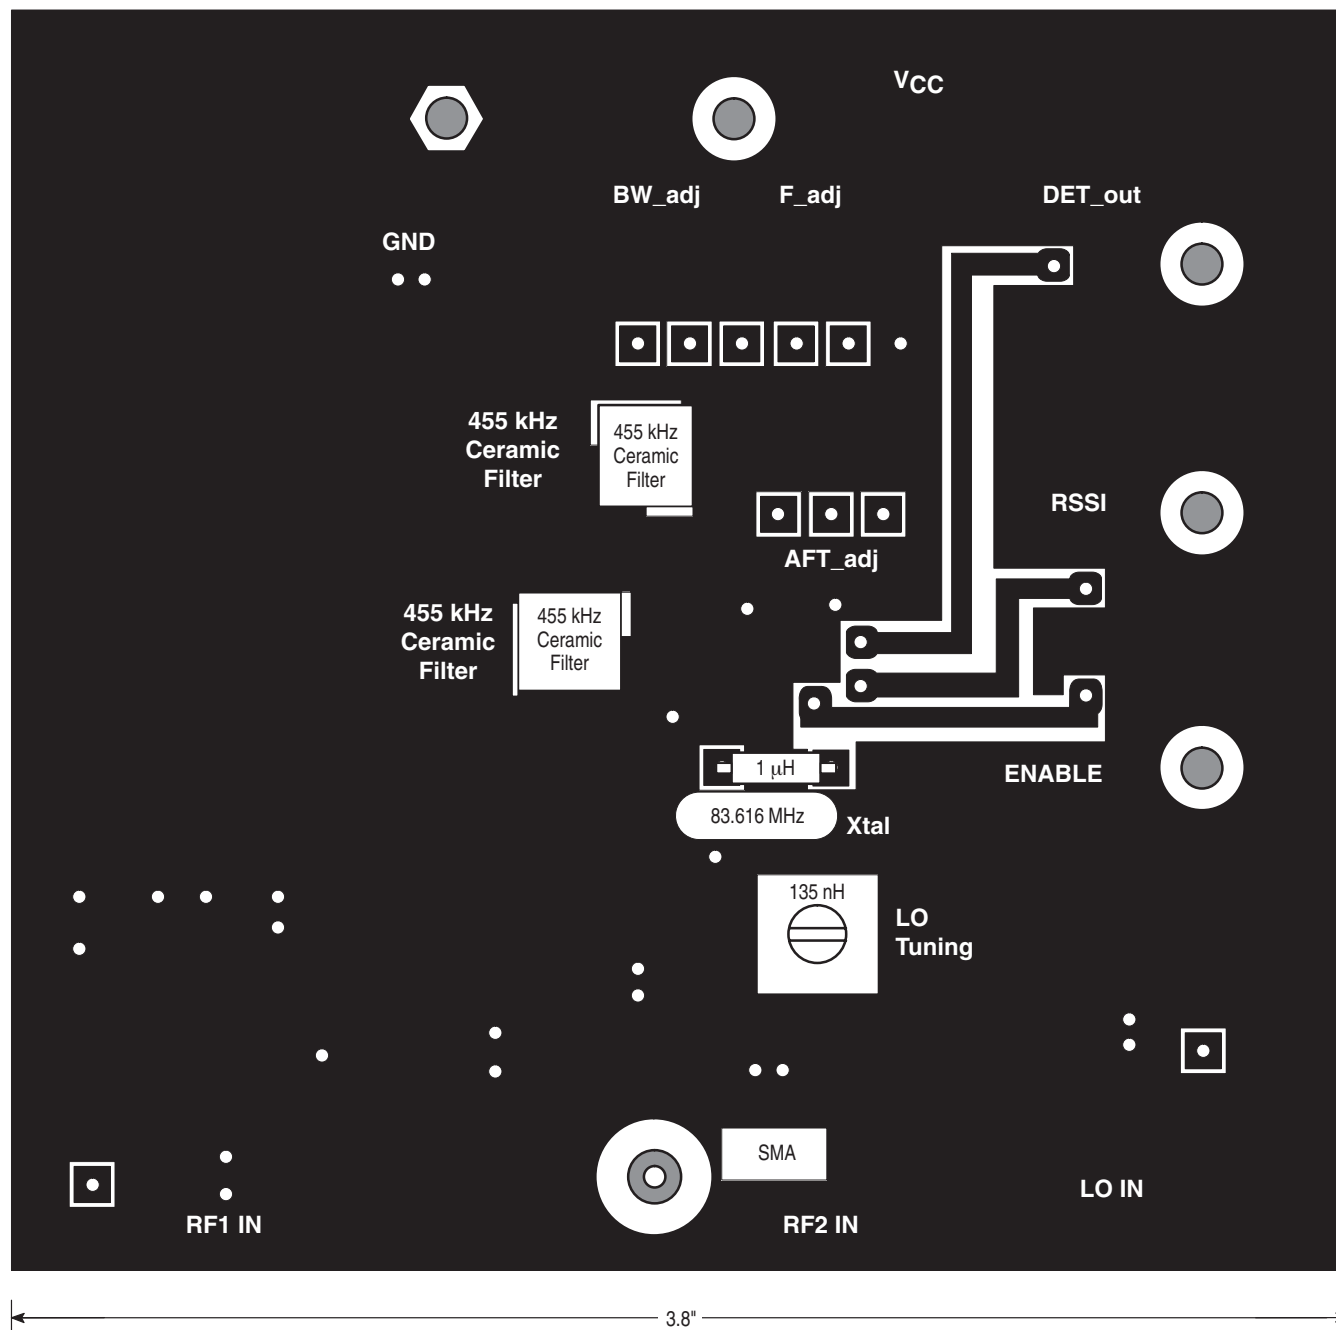 VCC
BW_adj
F_adj
DET_out
GND
455 kHz
Ceramic
Filter
455 kHz
Ceramic
Filter
RSSI
AFT_adj
455 kHz
Ceramic
Filter
455 kHz
Ceramic
Filter
1 μH
ENABLE
83.616 MHz
Xtal
135 nH
LO
Tuning
SMA
LO IN
RF1 IN
RF2 IN
3.8"